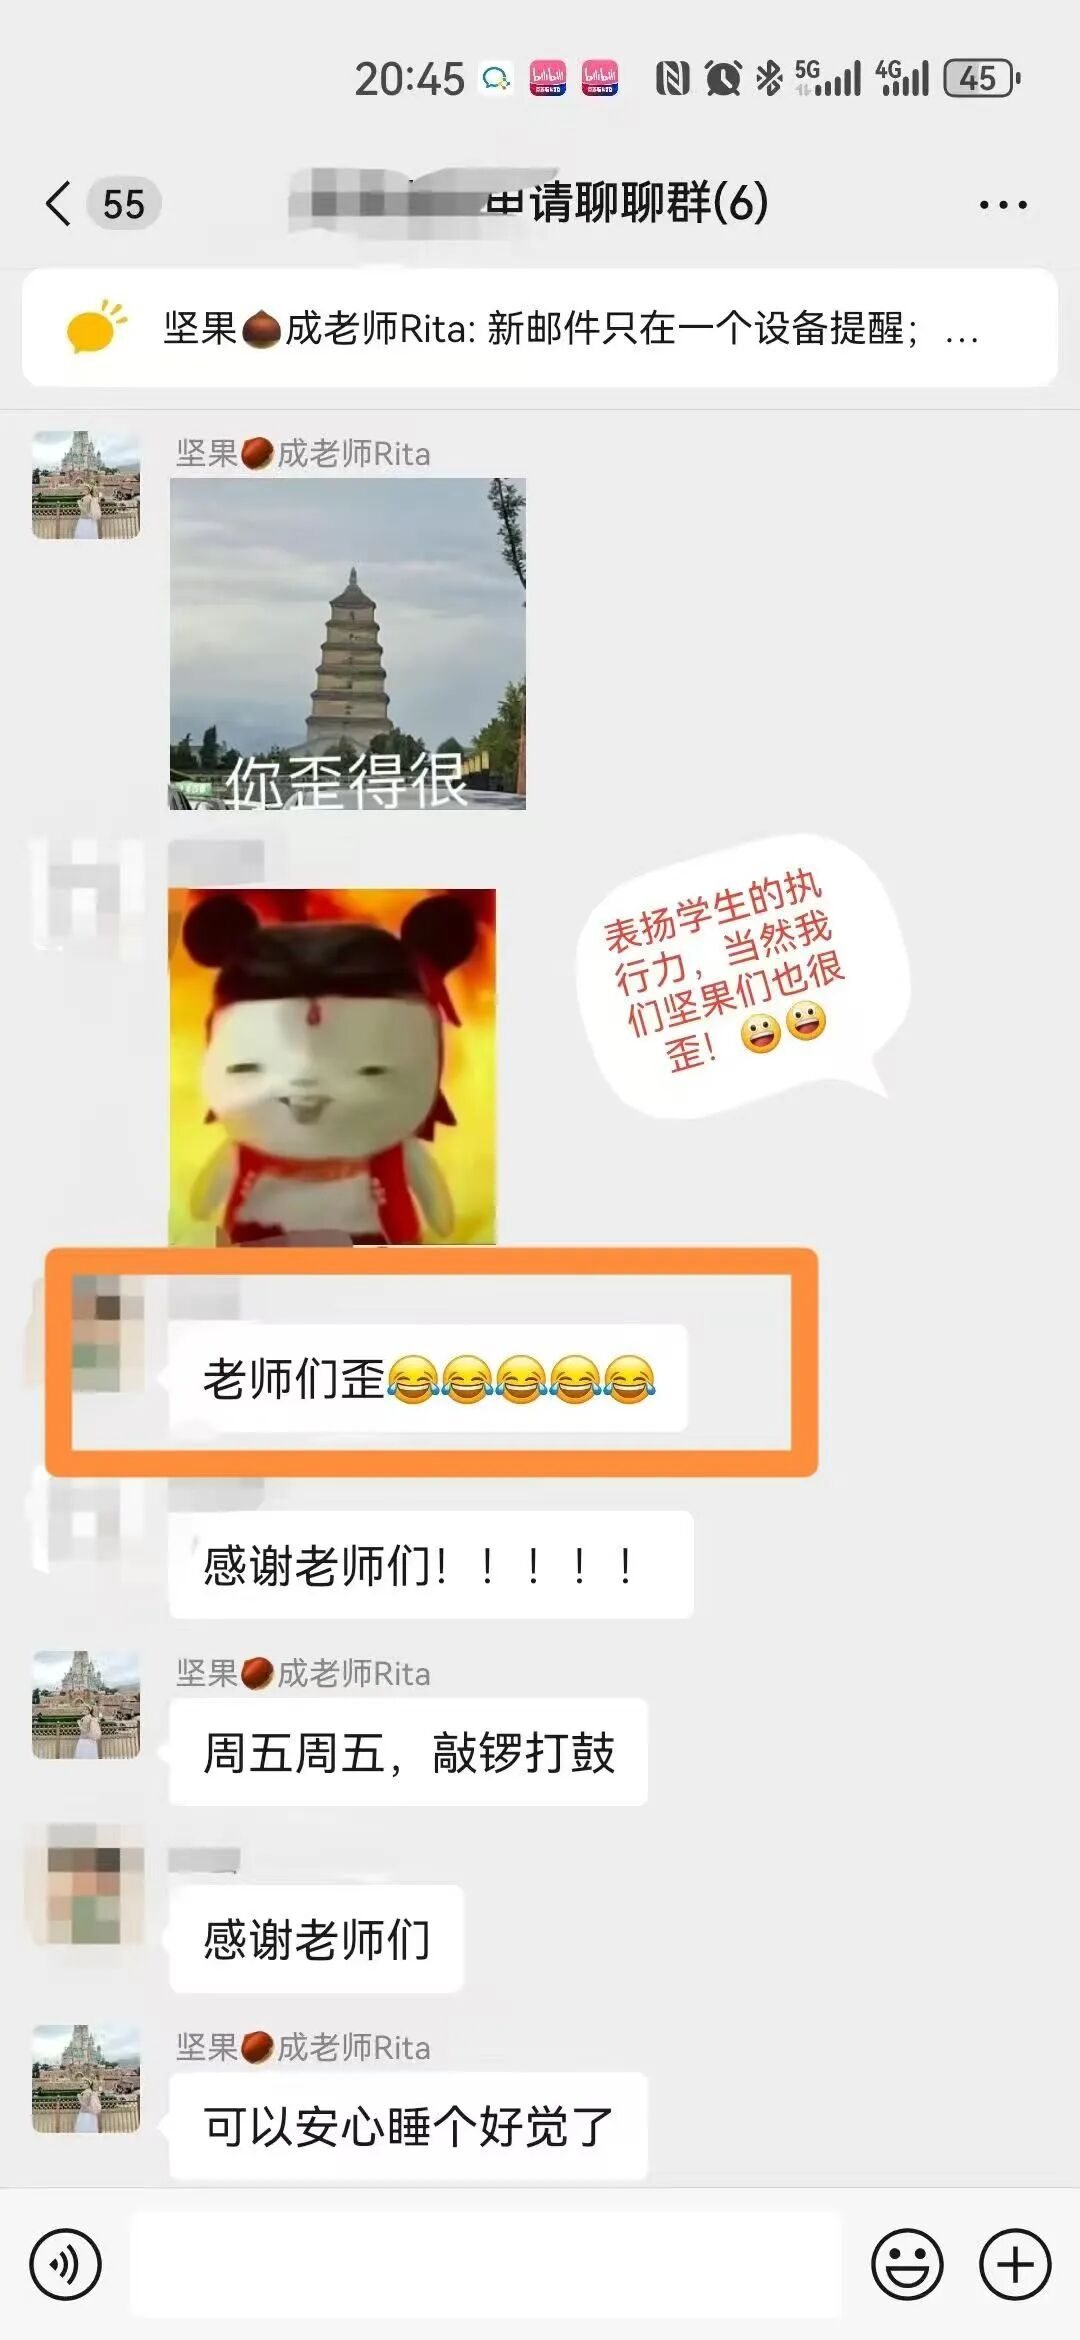 20:45
5G
4G
45
55
申请聊聊群(6)
坚果🌰成老师Rita: 新邮件只在一个设备提醒；...
坚果🌰成老师Rita
你歪得很
表扬学生的执
行力，当然我
们坚果们也很
歪！😀😀
老师们歪😂😂😂😂😂
感谢老师们！！！！！
坚果🌰成老师Rita
周五周五，敲锣打鼓
感谢老师们
坚果🌰成老师Rita
可以安心睡个好觉了